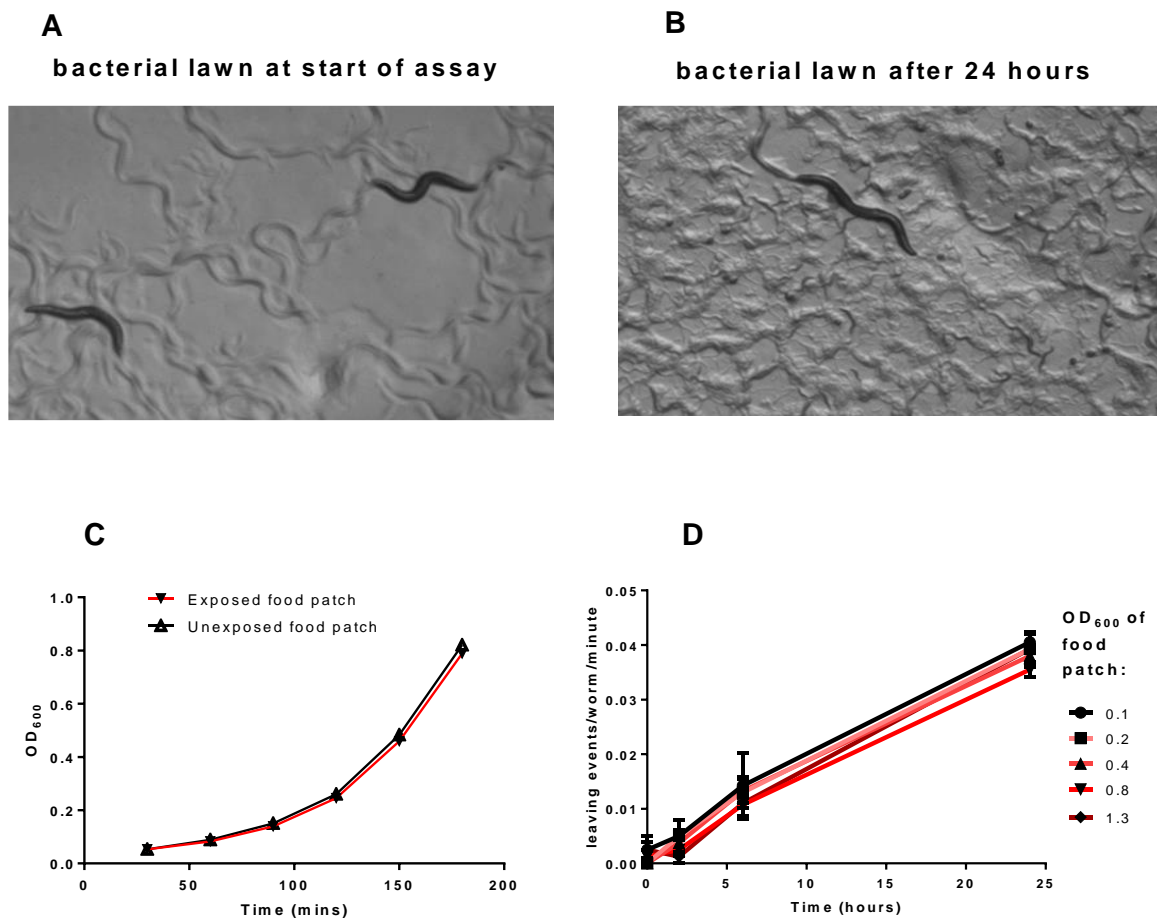 A
bacterial lawn at start of assay
B
bacterial lawn after 24 hours
C
1.0
0.8
0.6
0.4
0.2
0.0
OD600
0
50
100
150
200
Time (mins)
Exposed food patch
Unexposed food patch
D
0.05
0.04
0.03
0.02
0.01
0.00
leaving events/worm/minute
0
5
10
15
20
25
Time (hours)
OD600 of
food
patch:
0.1
0.2
0.4
0.8
1.3